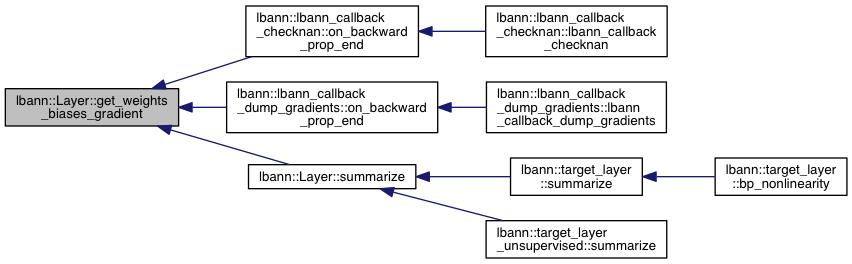 lbann::Layer::get_weights
_biases_gradient
lbann::lbann_callback
_checknan::on_backward
_prop_end
lbann::lbann_callback
_checknan::lbann_callback
_checknan
lbann::lbann_callback
_dump_gradients::on_backward
_prop_end
lbann::lbann_callback
_dump_gradients::lbann
_callback_dump_gradients
lbann::Layer::summarize
lbann::target_layer
::summarize
lbann::target_layer
::bp_nonlinearity
lbann::target_layer
_unsupervised::summarize